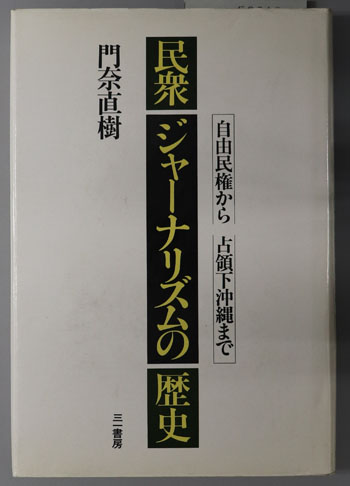 自由民権から 占領下沖縄まで
民衆ジャーナリズムの歴史
門奈直樹
三一書房